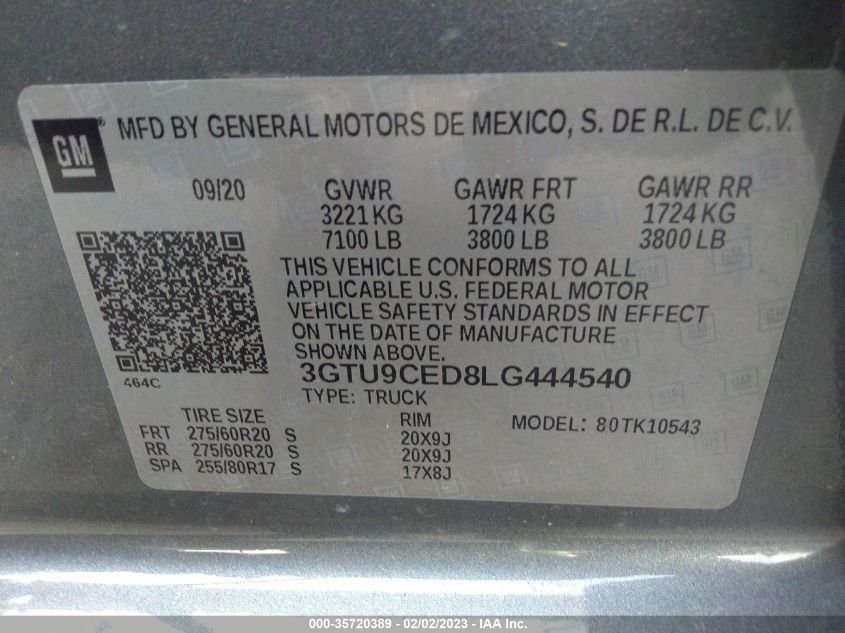 GM ® MFD BY GENERAL MOTORS DE MEXICO, S. DE R.L. DE C.V.
09/20 GVWR GAWR FRT GAWR RR
3221 KG 1724 KG 1724 KG
7100 LB 3800 LB 3800 LB
THIS VEHICLE CONFORMS TO ALL
APPLICABLE U.S. FEDERAL MOTOR
VEHICLE SAFETY STANDARDS IN EFFECT
ON THE DATE OF MANUFACTURE
SHOWN ABOVE.
464C 3GTU9CED8LG444540
TYPE: TRUCK
TIRE SIZE RIM MODEL: 80TK10543
FRT 275/60R20 S 20X9J
RR 275/60R20 S 20X9J
SPA 255/80R17 S 17X8J
000-35720389 - 02/02/2023 - IAA Inc.